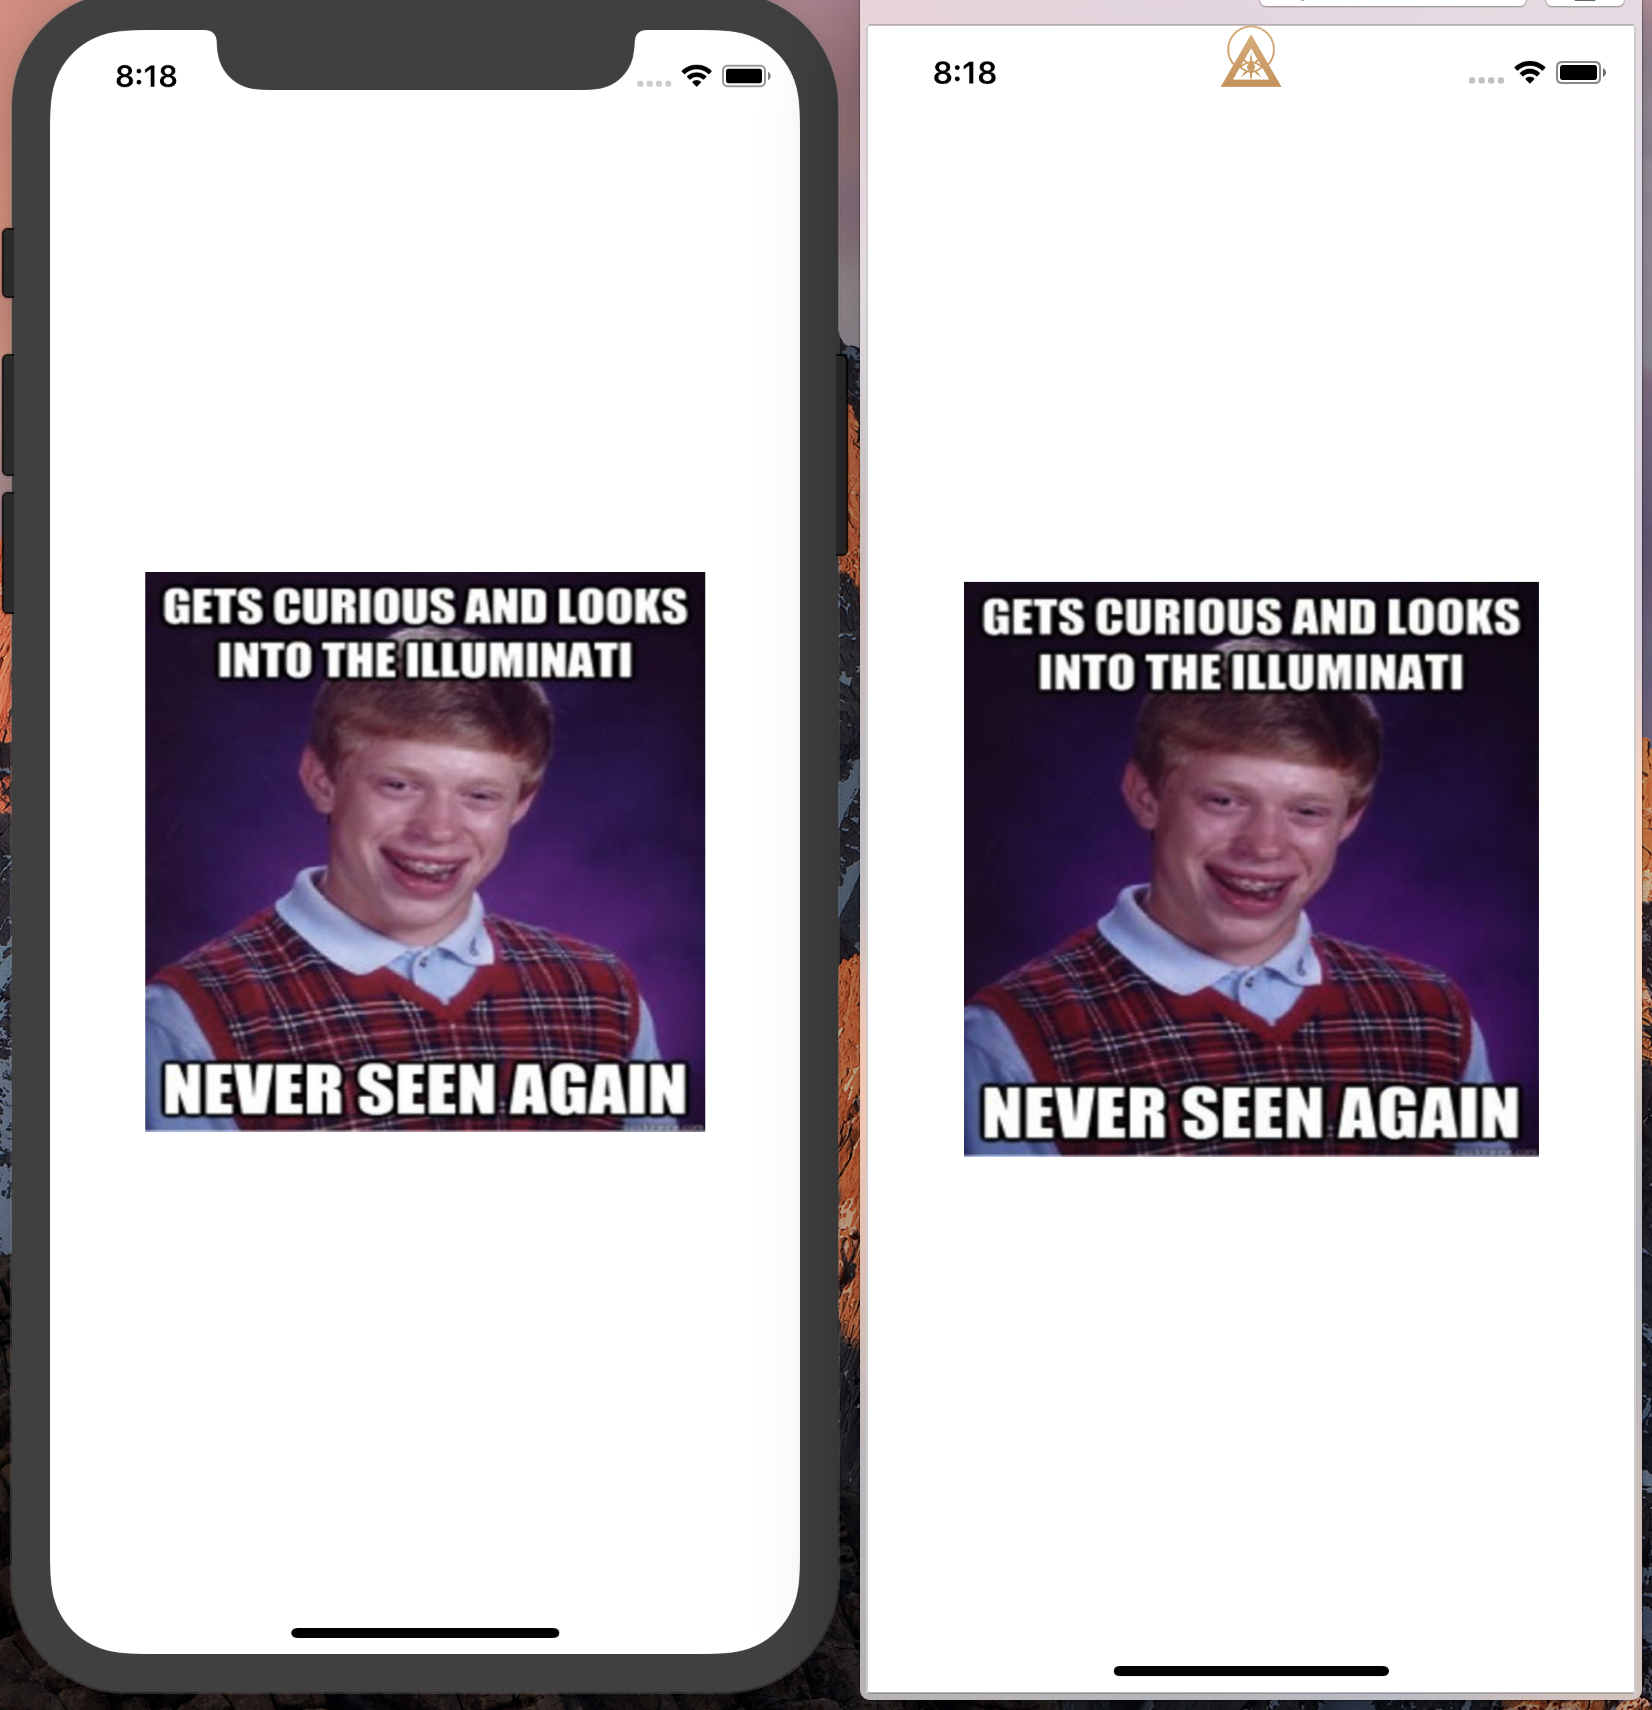 8:18
GETS CURIOUS AND LOOKS
INTO THE ILLUMINATI
NEVER SEEN AGAIN
8:18
GETS CURIOUS AND LOOKS
INTO THE ILLUMINATI
NEVER SEEN AGAIN